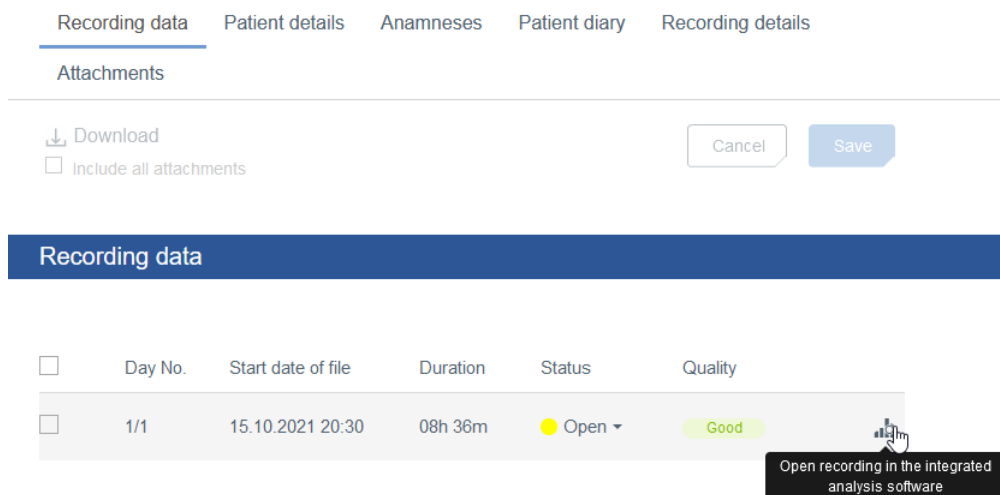 Recording data Patient details Anamneses Patient diary Recording details
Attachments
Download
Include all attachments
Cancel Save
Recording data
Day No. Start date of file Duration Status Quality
1/1 15.10.2021 20:30 08h 36m Open Good
Open recording in the integrated
analysis software